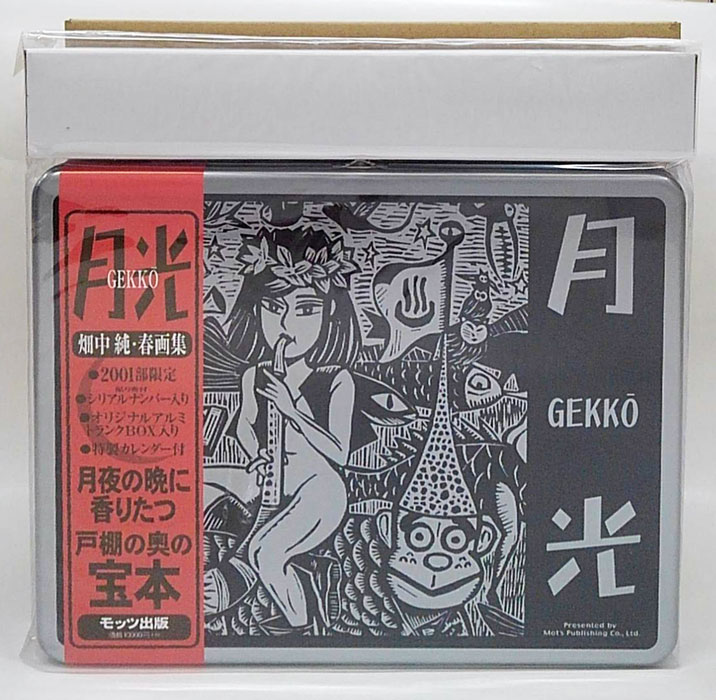 月光
GEKKŌ
畑中 純・春画集
●2001部限定
●シリアルナンバー入り
●オリジナルアルミ
トランクBOX入り
●特製カレンダー付
月夜の晩に
香りたつ
戸棚の奥の
宝本
モッツ出版
月
GEKKŌ
光
Presented by
Mot's Publishing Co., Ltd.